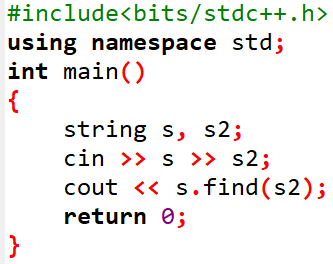 #include<bits/stdc++.h>
using namespace std;
int main()
{
    string s, s2;
    cin >> s >> s2;
    cout << s.find(s2);
    return 0;
}